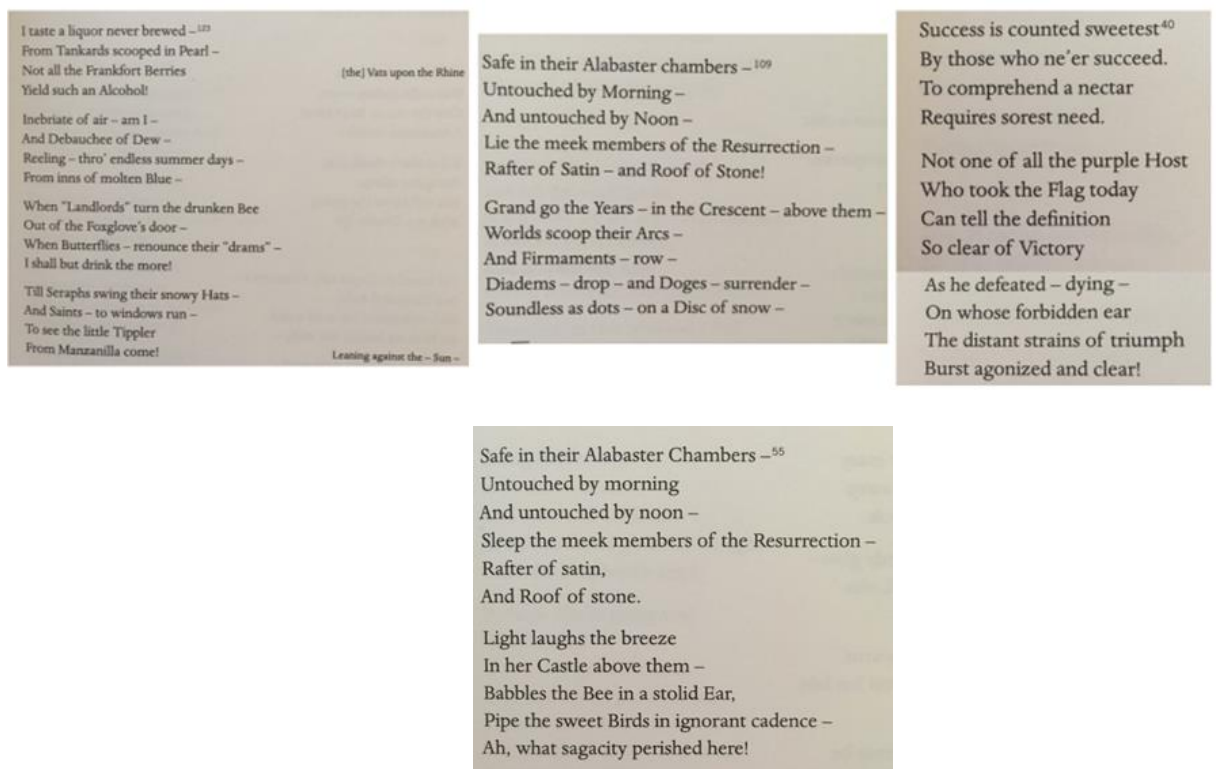 I taste a liquor never brewed –123
From Tankards scooped in Pearl –
Not all the Frankfort Berries [the] Vats upon the Rhine
Yield such an Alcohol!
Inebriate of air – am I –
And Debauchee of Dew –
Reeling – thro' endless summer days –
From inns of molten Blue –
When "Landlords" turn the drunken Bee
Out of the Foxglove's door –
When Butterflies – renounce their "drams" –
I shall but drink the more!
Till Seraphs swing their snowy Hats –
And Saints – to windows run –
To see the little Tippler
From Manzanilla come! Leaning against the – Sun –
Safe in their Alabaster chambers –109
Untouched by Morning –
And untouched by Noon –
Lie the meek members of the Resurrection –
Rafter of Satin – and Roof of Stone!
Grand go the Years – in the Crescent – above them –
Worlds scoop their Arcs –
And Firmaments – row –
Diadems – drop – and Doges – surrender –
Soundless as dots – on a Disc of snow –
Success is counted sweetest40
By those who ne'er succeed.
To comprehend a nectar
Requires sorest need.
Not one of all the purple Host
Who took the Flag today
Can tell the definition
So clear of Victory
As he defeated – dying –
On whose forbidden ear
The distant strains of triumph
Burst agonized and clear!
Safe in their Alabaster Chambers –55
Untouched by morning
And untouched by noon –
Sleep the meek members of the Resurrection –
Rafter of satin,
And Roof of stone.
Light laughs the breeze
In her Castle above them –
Babbles the Bee in a stolid Ear,
Pipe the sweet Birds in ignorant cadence –
Ah, what sagacity perished here!